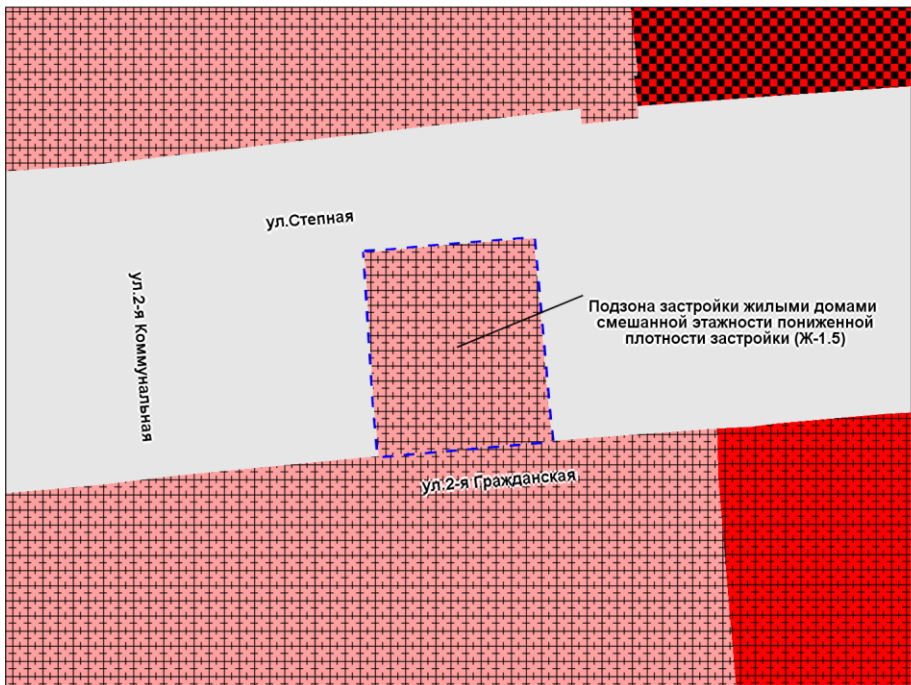 ул.Степная
ул.2-я Коммунальная
Подзона застройки жилыми домами
смешанной этажности пониженной
плотности застройки (Ж-1.5)
ул.2-я Гражданская